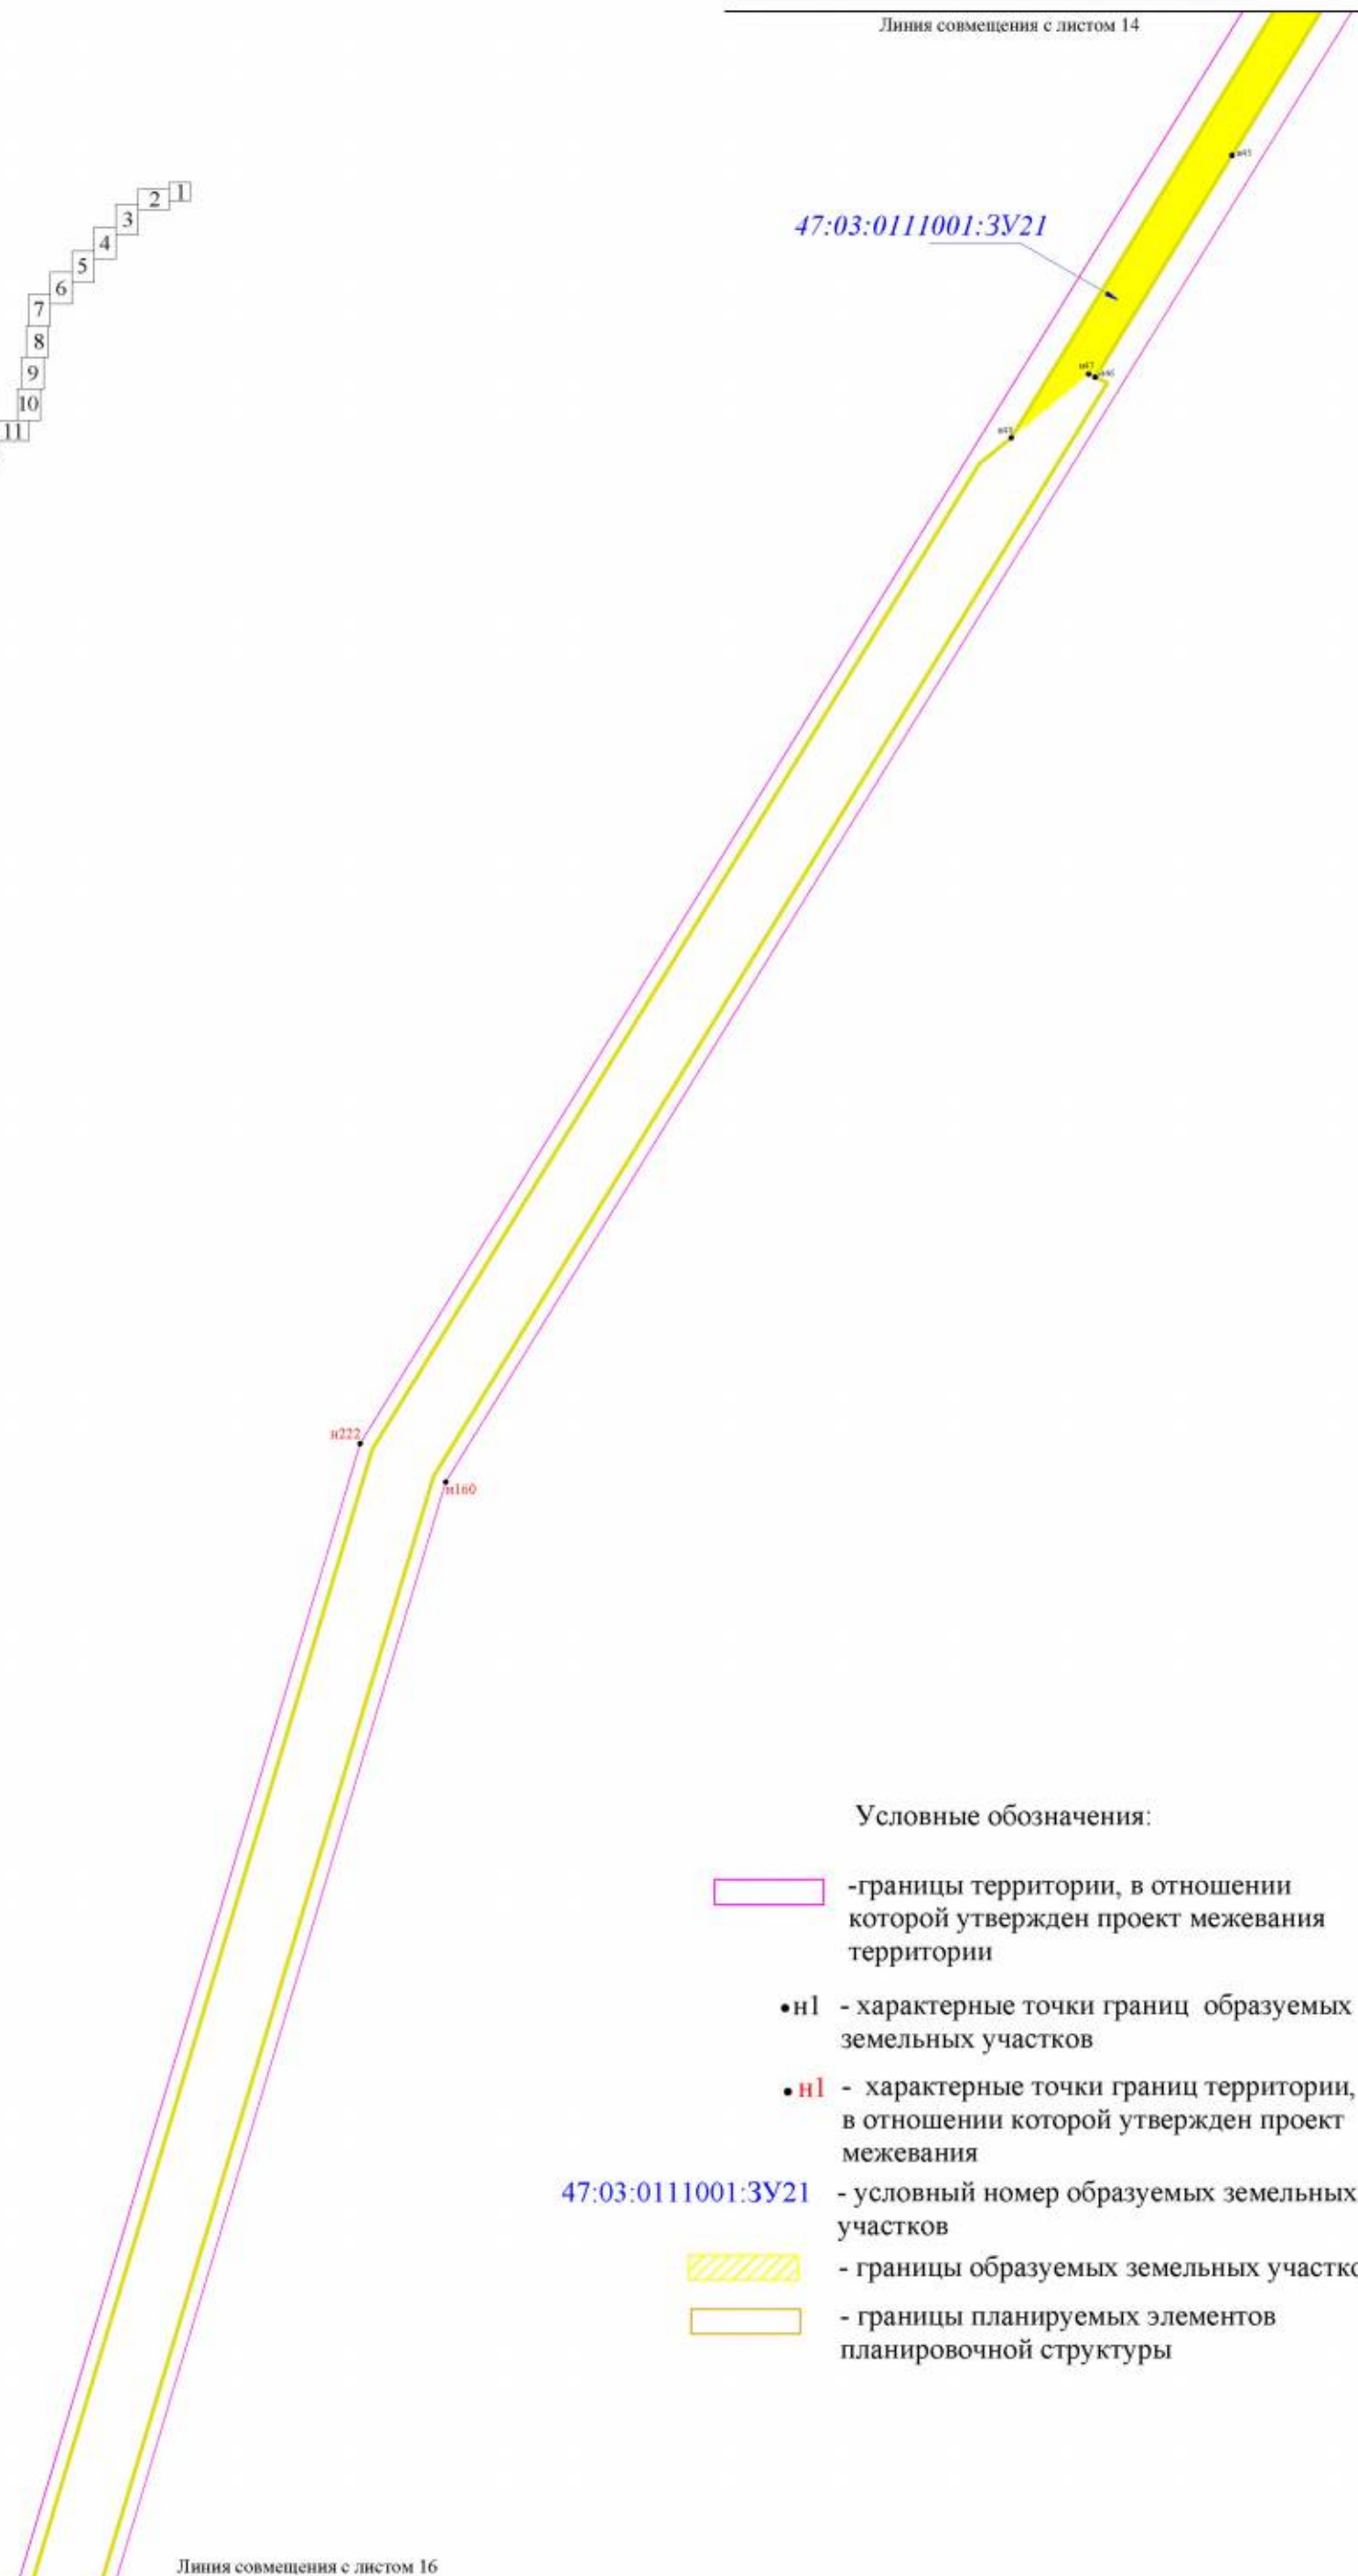 Линия совмещения с листом 14
1
2
3
4
5
6
7
8
9
10
11
47:03:0111001:ЗУ21
н222
н160
Условные обозначения:
-границы территории, в отношении
которой утвержден проект межевания
территории
н1 - характерные точки границ образуемых
земельных участков
н1 - характерные точки границ территории,
в отношении которой утвержден проект
межевания
47:03:0111001:ЗУ21 - условный номер образуемых земельных
участков
- границы образуемых земельных
- границы планируемых элементов
планировочной структуры
Линия совмещения с листом 16